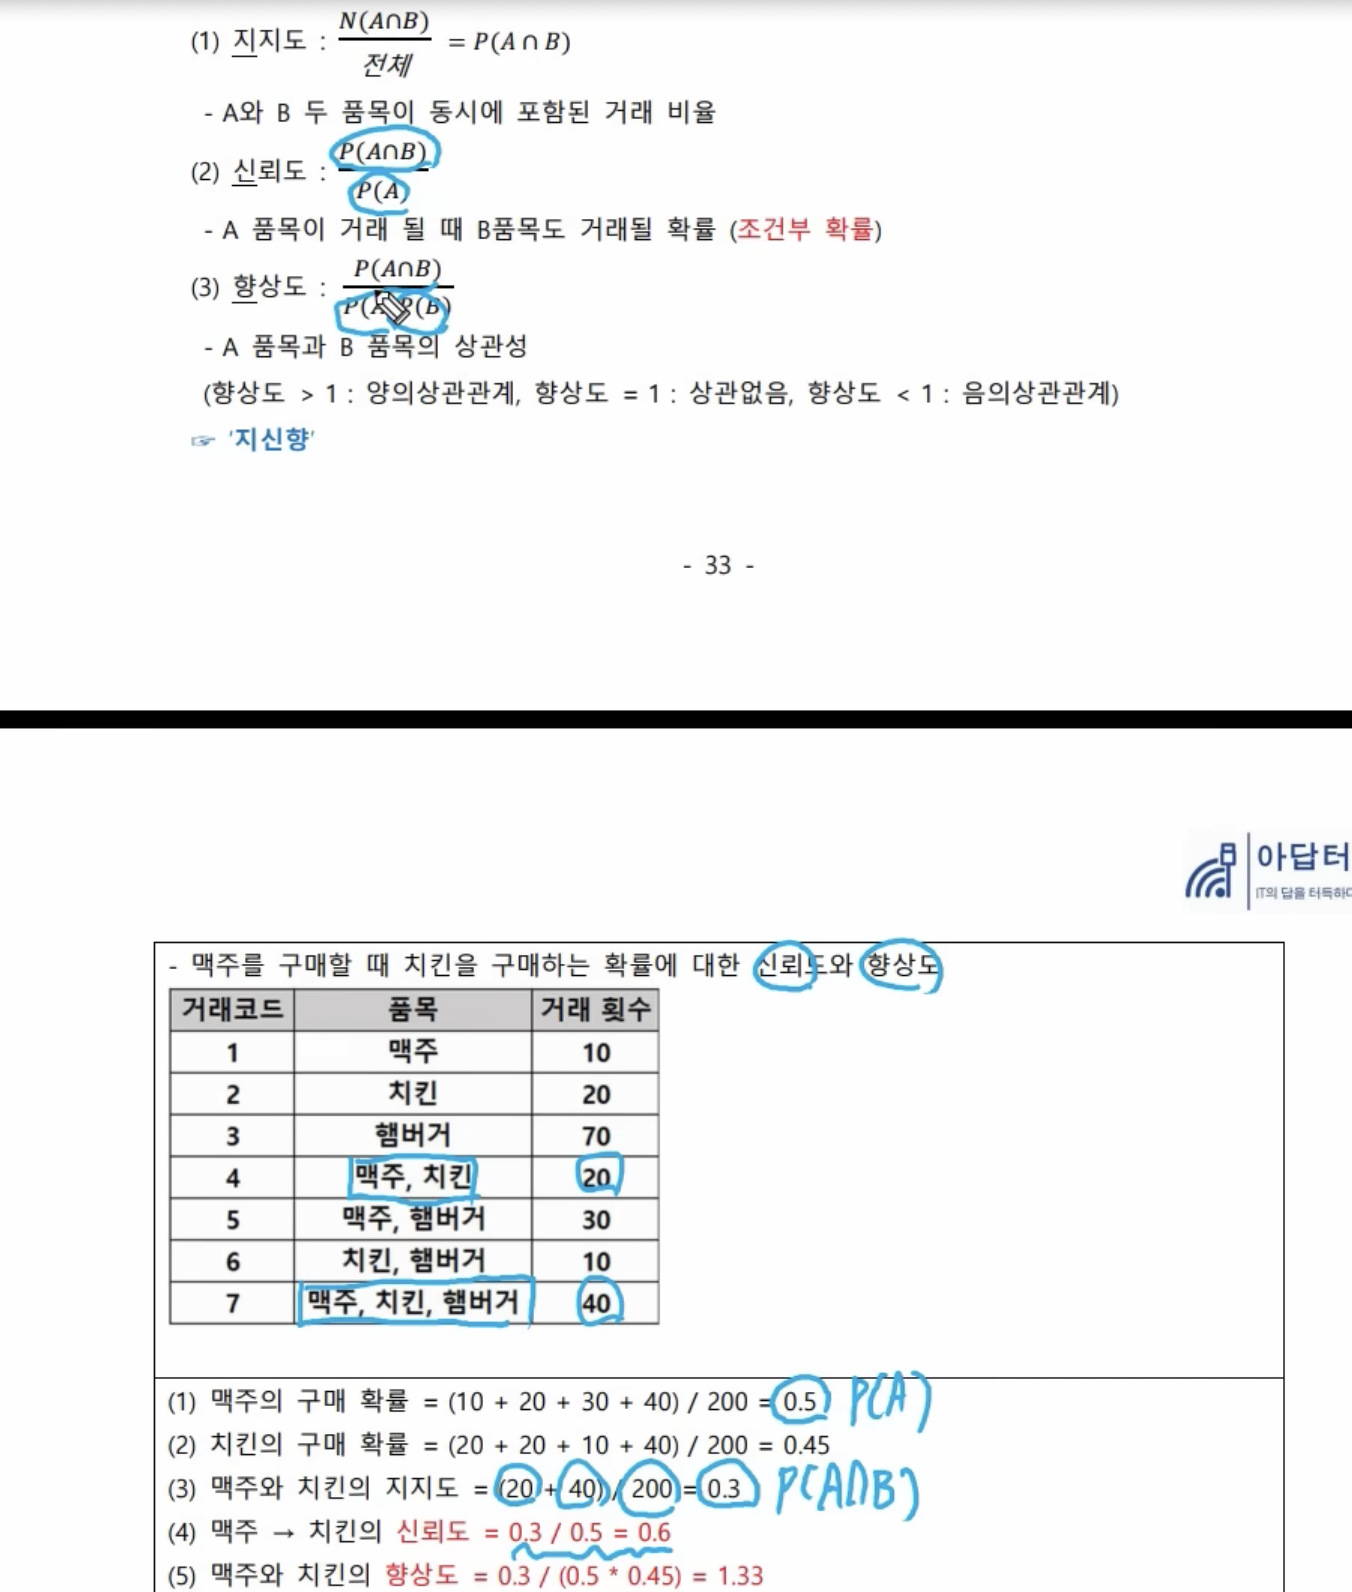 (1) 지지도 : N(A∩B) / 전체 = P(A∩B)
- A와 B 두 품목이 동시에 포함된 거래 비율
(2) 신뢰도 : P(A∩B) / P(A)
- A 품목이 거래 될 때 B품목도 거래될 확률 (조건부 확률)
(3) 향상도 : P(A∩B) / P(A)P(B)
- A 품목과 B 품목의 상관성
(향상도 > 1 : 양의상관관계, 향상도 = 1 : 상관없음, 향상도 < 1 : 음의상관관계)
☞ '지신향'
- 33 -
아답터
IT의 답을 터득하다
- 맥주를 구매할 때 치킨을 구매하는 확률에 대한 신뢰도와 향상도
거래코드 품목 거래 횟수
1 맥주 10
2 치킨 20
3 햄버거 70
4 맥주, 치킨 20
5 맥주, 햄버거 30
6 치킨, 햄버거 10
7 맥주, 치킨, 햄버거 40
(1) 맥주의 구매 확률 = (10 + 20 + 30 + 40) / 200 = 0.5 P(A)
(2) 치킨의 구매 확률 = (20 + 20 + 10 + 40) / 200 = 0.45
(3) 맥주와 치킨의 지지도 = (20 + 40) / 200 = 0.3 P(A∩B)
(4) 맥주 → 치킨의 신뢰도 = 0.3 / 0.5 = 0.6
(5) 맥주와 치킨의 향상도 = 0.3 / (0.5 * 0.45) = 1.33